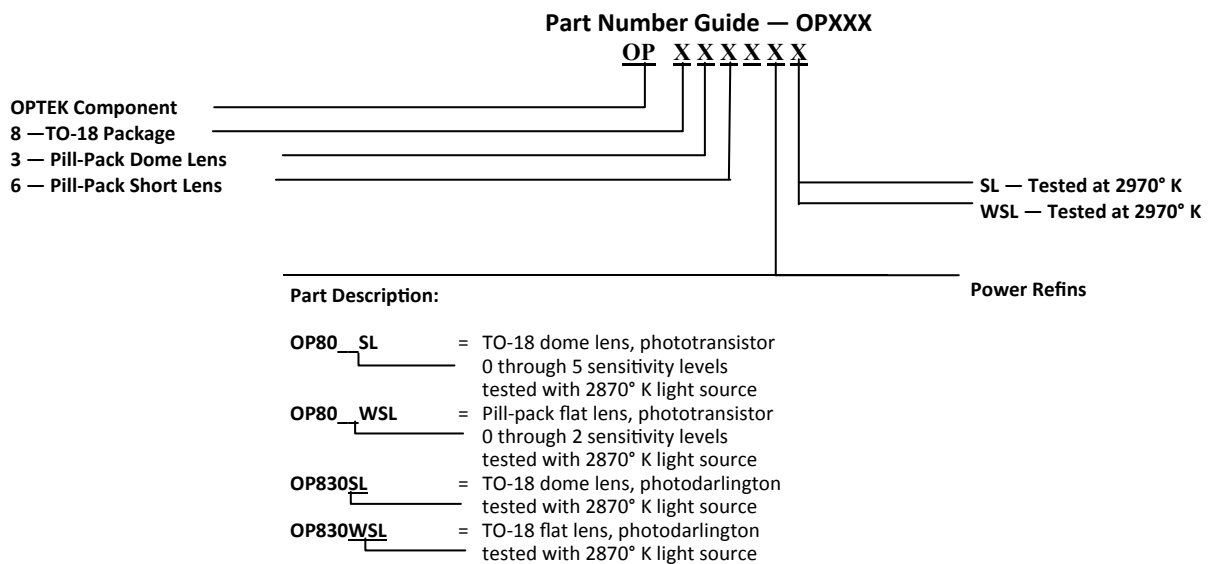 Part Number Guide — OPXXX
OP X X X X X X
OPTEK Component
8 —TO-18 Package
3 — Pill-Pack Dome Lens
6 — Pill-Pack Short Lens
SL — Tested at 2970° K
WSL — Tested at 2970° K
Power Refins
Part Description:
OP80__SL = TO-18 dome lens, phototransistor
0 through 5 sensitivity levels
tested with 2870° K light source
OP80__WSL = Pill-pack flat lens, phototransistor
0 through 2 sensitivity levels
tested with 2870° K light source
OP830SL = TO-18 dome lens, photodarlington
tested with 2870° K light source
OP830WSL = TO-18 flat lens, photodarlington
tested with 2870° K light source